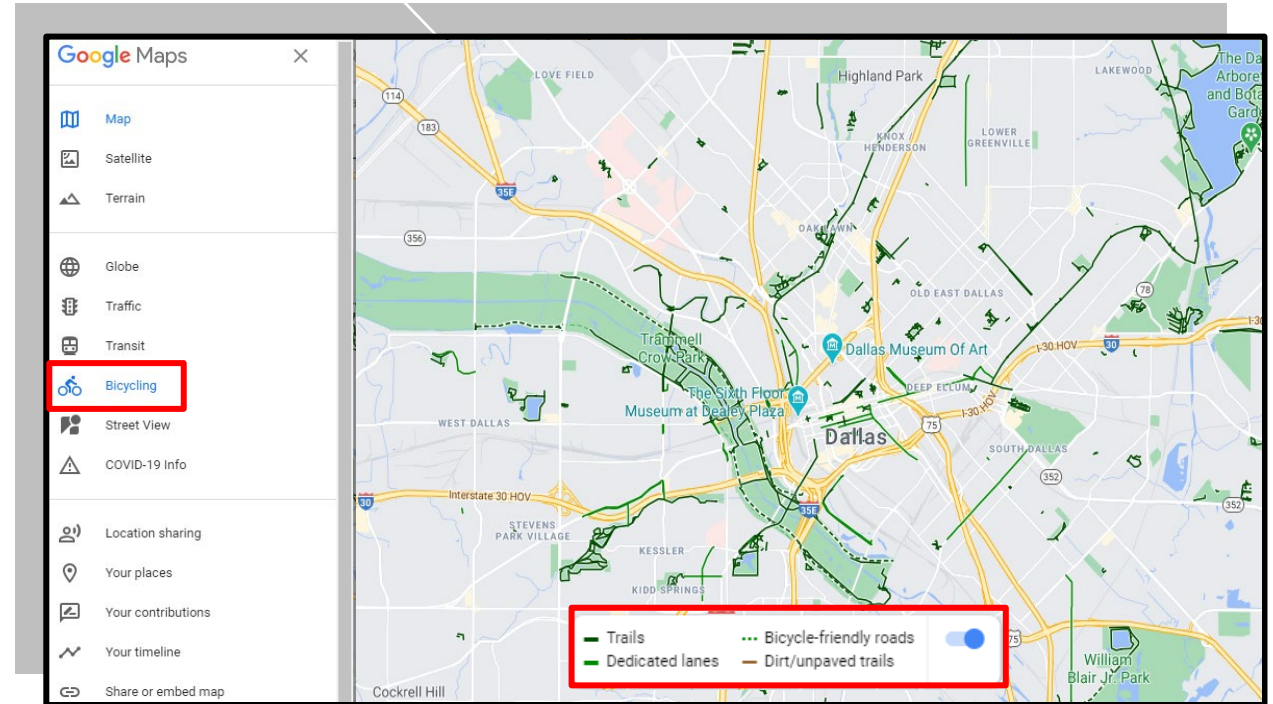 Google Maps
Map
Satellite
Terrain
Globe
Traffic
Transit
Bicycling
Street View
COVID-19 Info
Location sharing
Your places
Your contributions
Your timeline
Share or embed map
LOVE FIELD
Highland Park
LAKEWOOD
The Da
Arbore
and Bota
Gard
114
183
KNOX /
HENDERSON
LOWER
GREENVILLE
35E
356
OAK LAWN
OLD EAST DALLAS
78
I-30
Trammell
Crow Park
Dallas Museum Of Art
I-30 HOV
30
The Sixth Floor
Museum at Dealey Plaza
DEEP ELLUM
I-30 HOV
WEST DALLAS
75
Dallas
SOUTH DALLAS
352
Interstate 30 HOV
30
35E
352
STEVENS
PARK VILLAGE
KESSLER
KIDD SPRINGS
Trails
Bicycle-friendly roads
Dedicated lanes
Dirt/unpaved trails
75
William
Blair Jr. Park
Cockrell Hill